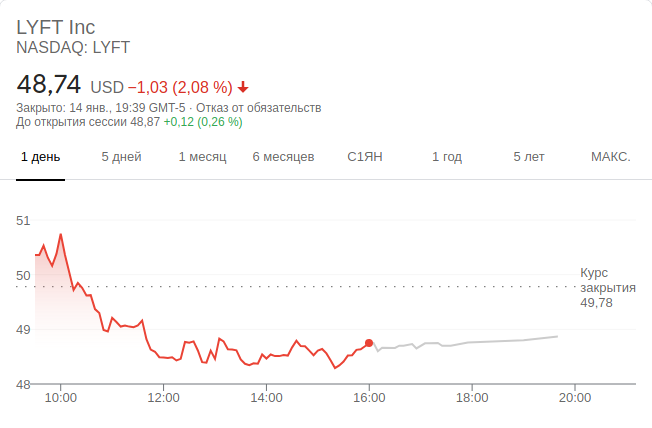 LYFT Inc
NASDAQ: LYFT
48,74 USD −1,03 (2,08 %)
Закрыто: 14 янв., 19:39 GMT-5 · Отказ от обязательств
До открытия сессии 48,87 +0,12 (0,26 %)
1 день 5 дней 1 месяц 6 месяцев С1ЯН 1 год 5 лет МАКС.
51
50
49
48
Курс
закрытия
49,78
10:00 12:00 14:00 16:00 18:00 20:00